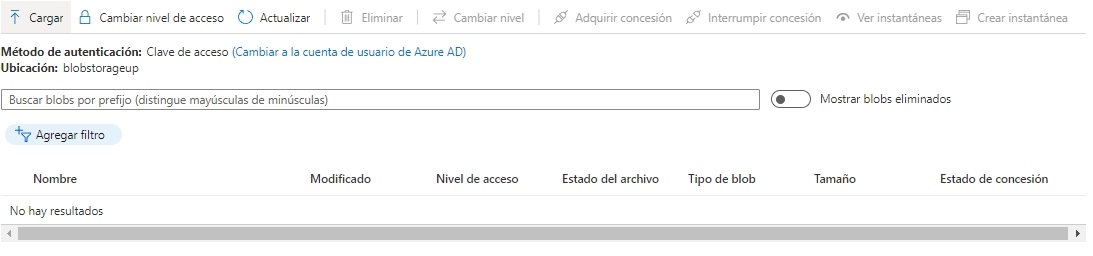 Cargar Cambiar nivel de acceso Actualizar Eliminar Cambiar nivel Adquirir concesión Interrumpir concesión Ver instantáneas Crear instantánea
Método de autenticación: Clave de acceso (Cambiar a la cuenta de usuario de Azure AD)
Ubicación: blobstorageup
Buscar blobs por prefijo (distingue mayúsculas de minúsculas) Mostrar blobs eliminados
Agregar filtro
Nombre Modificado Nivel de acceso Estado del archivo Tipo de blob Tamaño Estado de concesión
No hay resultados